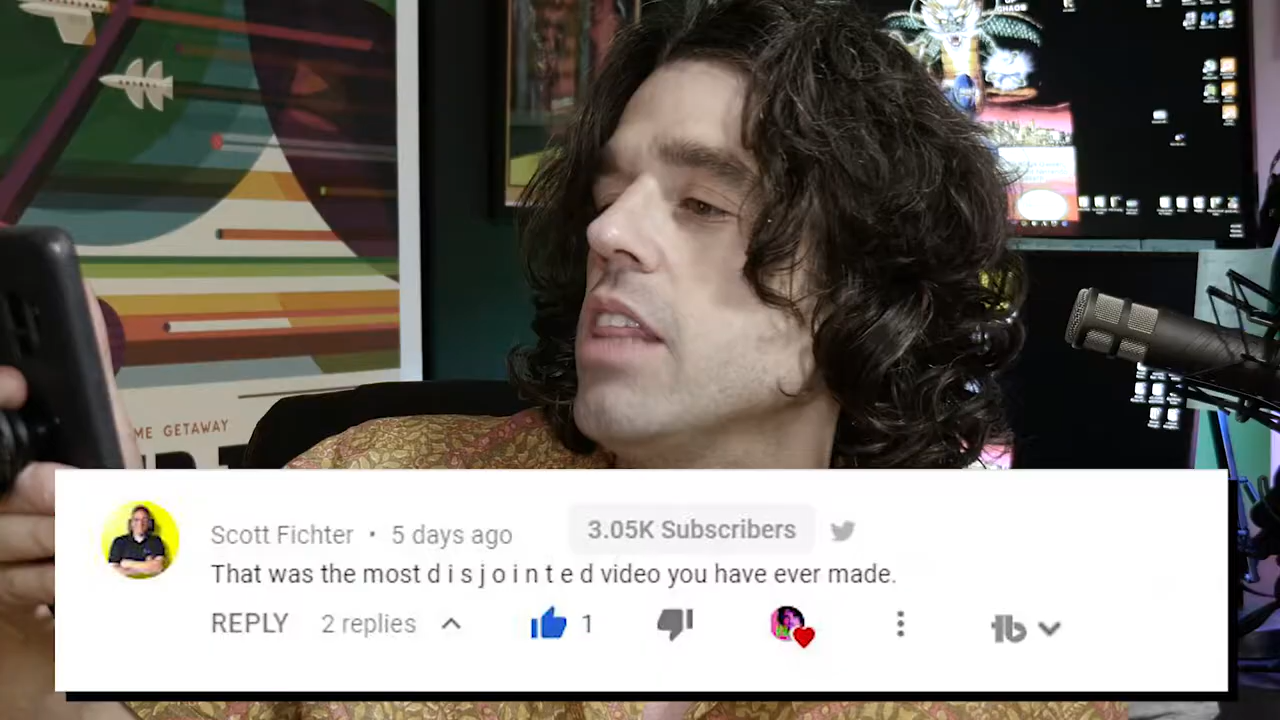 CHAOS
ME GETAWAY
Scott Fichter • 5 days ago 3.05K Subscribers
That was the most d i s j o i n t e d video you have ever made.
REPLY 2 replies 1